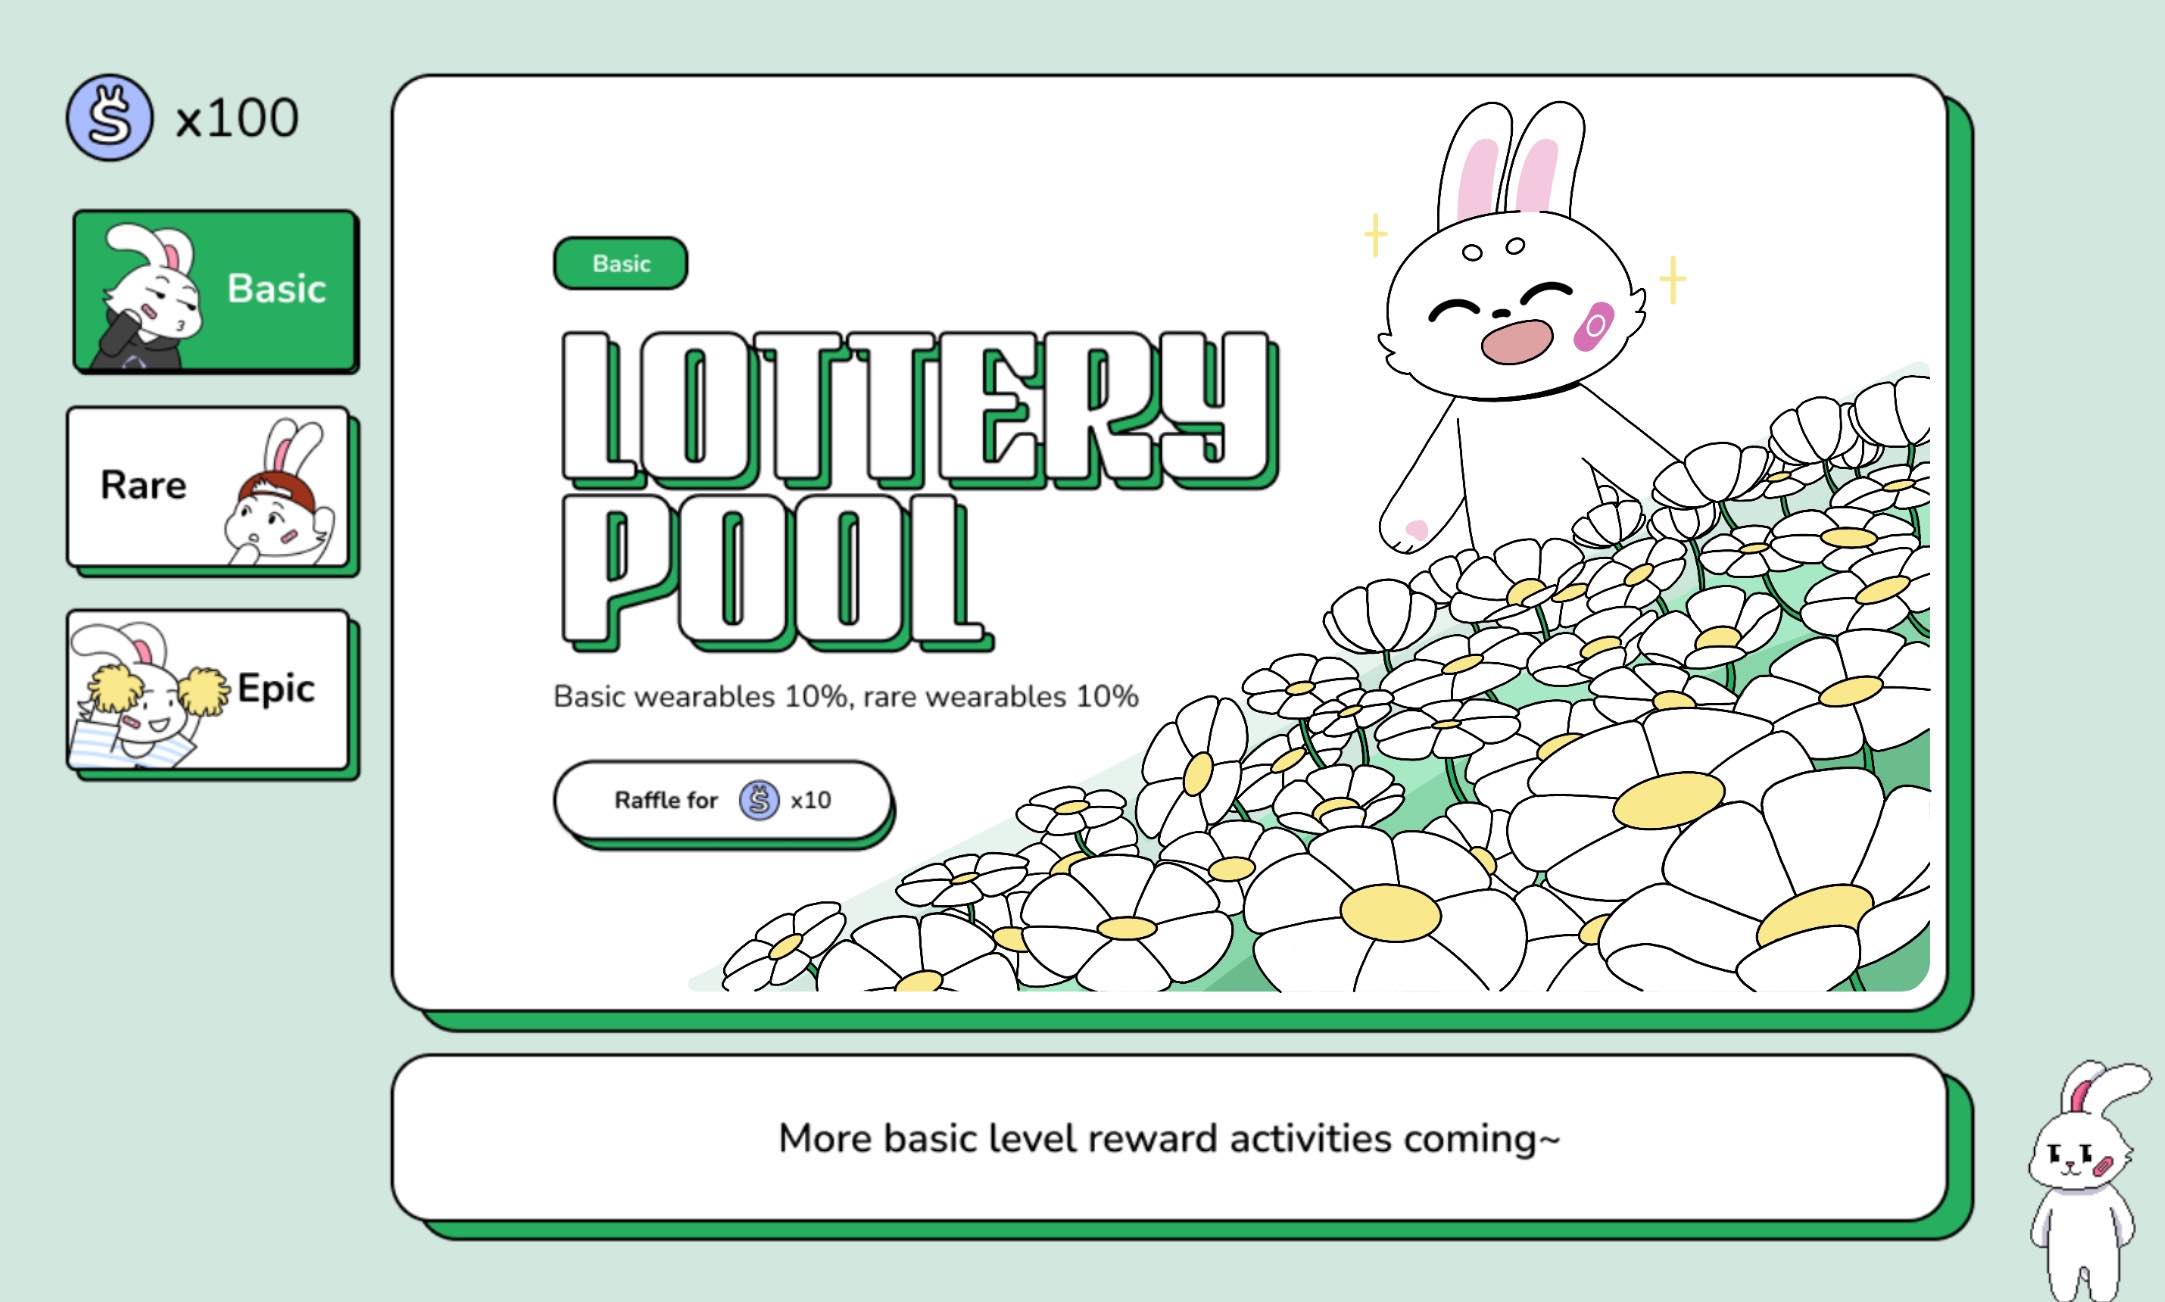 x100
Basic
Rare
Epic
Basic
LOTTERY
POOL
Basic wearables 10%, rare wearables 10%
Raffle for S x10
More basic level reward activities coming~